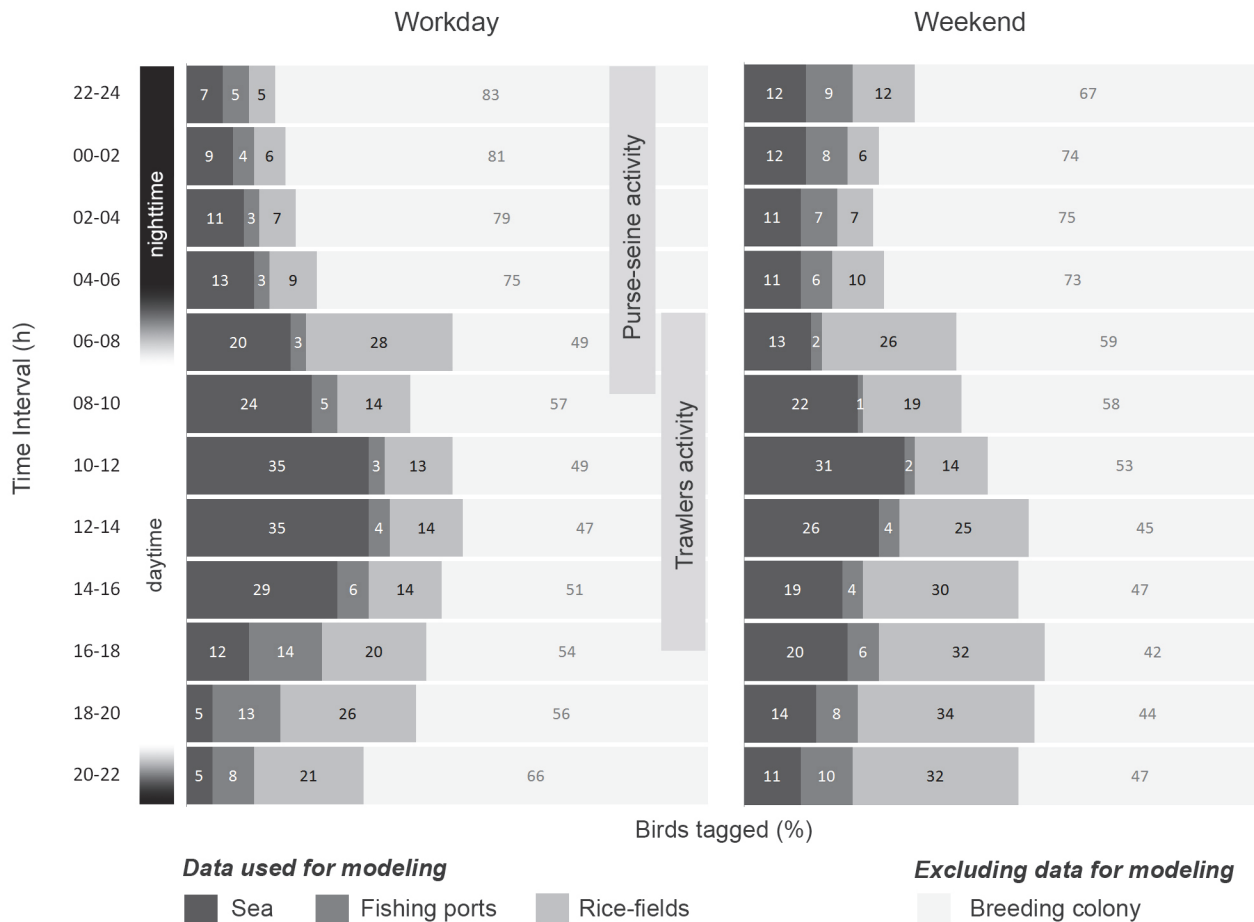 Workday Weekend
22-24 7 5 5 83 12 9 12 67
00-02 9 4 6 81 12 8 6 74
02-04 11 3 7 79 11 7 7 75
04-06 13 3 9 75 11 6 10 73
06-08 20 3 28 49 13 2 26 59
08-10 24 5 14 57 22 1 19 58
10-12 35 3 13 49 31 2 14 53
12-14 35 4 14 47 26 4 25 45
14-16 29 6 14 51 19 4 30 47
16-18 12 14 20 54 20 6 32 42
18-20 5 13 26 56 14 8 34 44
20-22 5 8 21 66 11 10 32 47
Time Interval (h)
nighttime
daytime
Purse-seine activity
Trawlers activity
Birds tagged (%)
Data used for modeling Excluding data for modeling
Sea Fishing ports Rice-fields Breeding colony